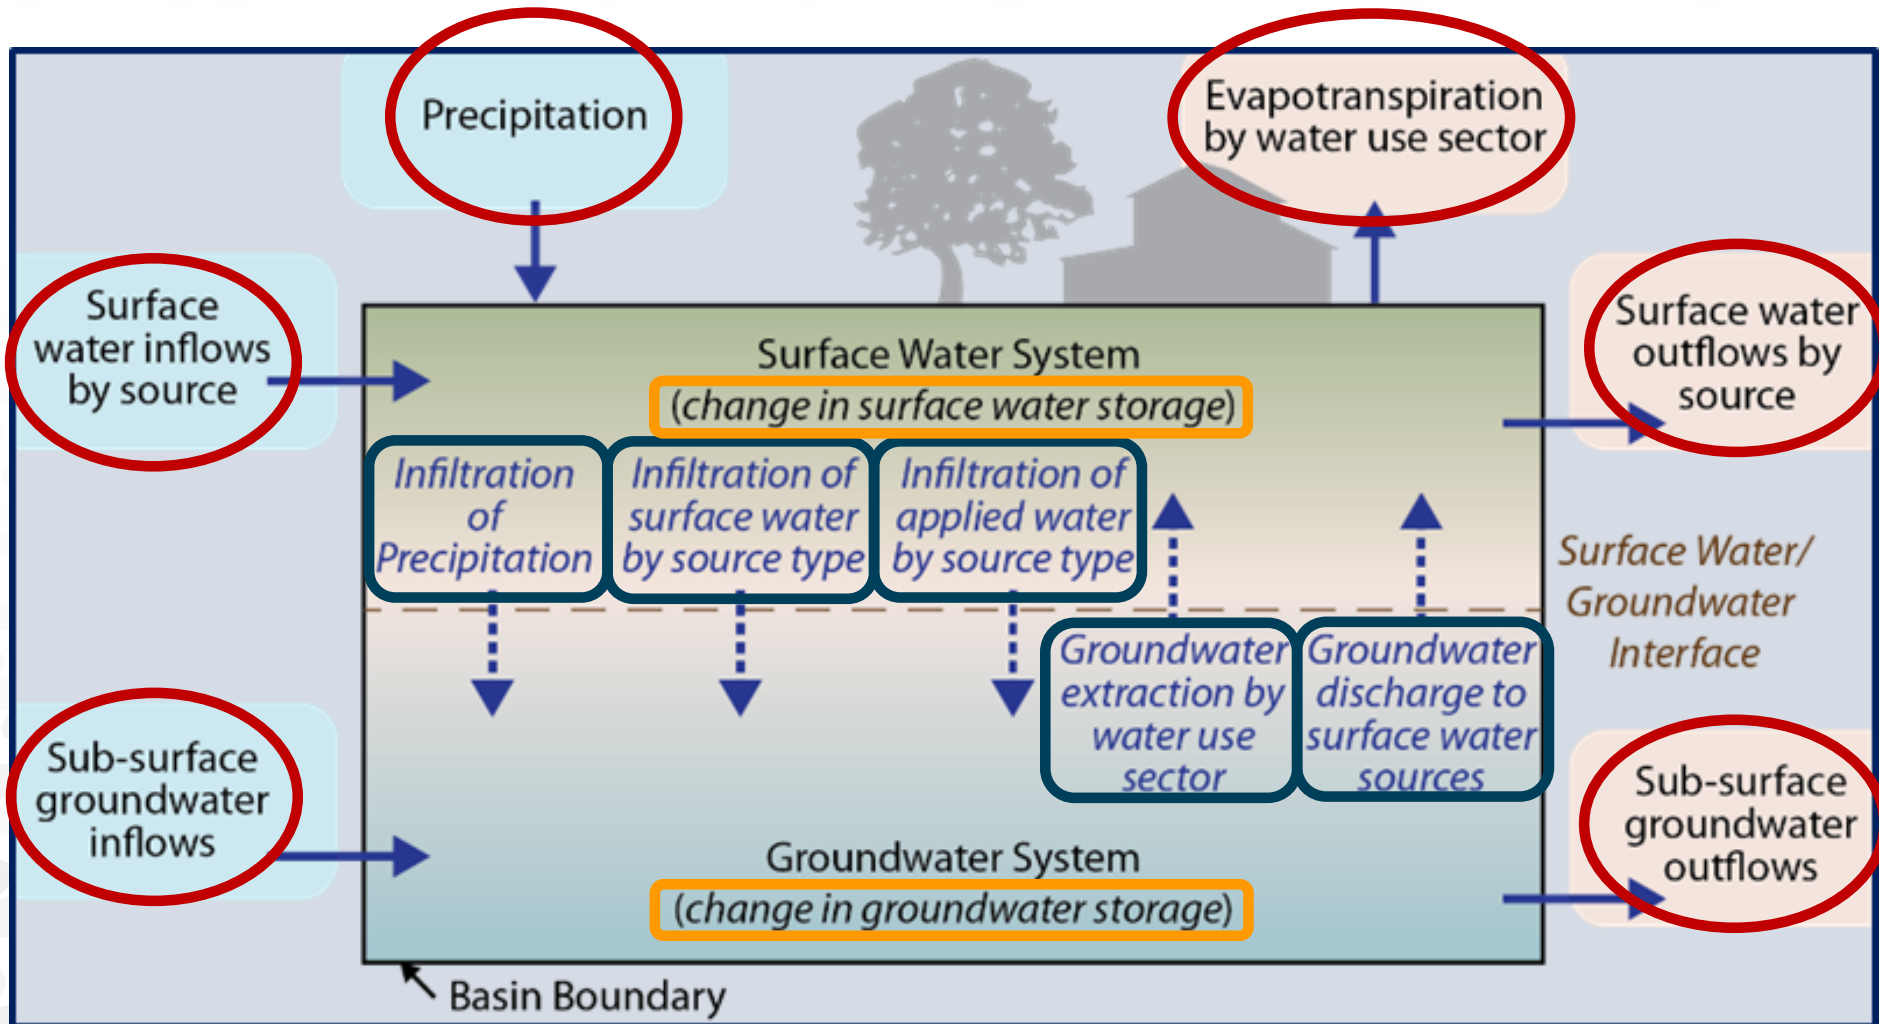 Precipitation
Evapotranspiration
by water use sector
Surface
water inflows
by source
Surface water
outflows by
source
Surface Water System
(change in surface water storage)
Infiltration
of
Precipitation
Infiltration of
surface water
by source type
Infiltration of
applied water
by source type
Surface Water/
Groundwater
Interface
Groundwater
extraction by
water use
sector
Groundwater
discharge to
surface water
sources
Sub-surface
groundwater
inflows
Sub-surface
groundwater
outflows
Groundwater System
(change in groundwater storage)
Basin Boundary